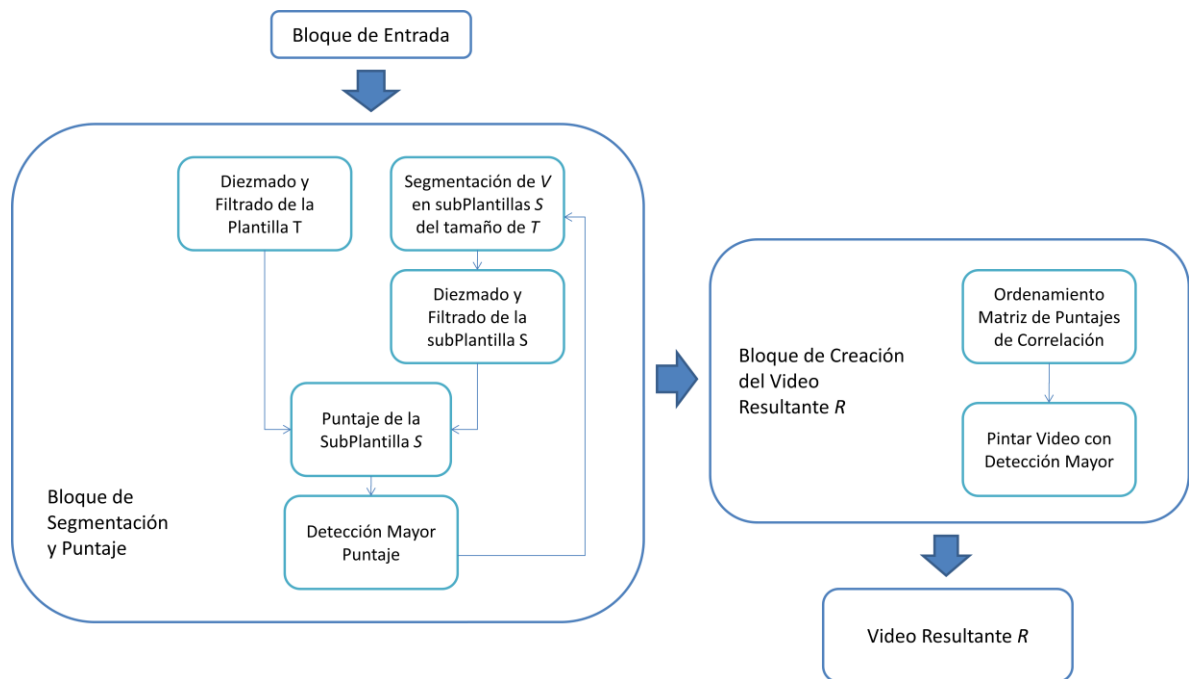 Bloque de Entrada
Diezmado y
Filtrado de la
Plantilla T
Segmentación de V
en subPlantillas S
del tamaño de T
Diezmado y
Filtrado de la
subPlantilla S
Puntaje de la
SubPlantilla S
Detección Mayor
Puntaje
Bloque de
Segmentación
y Puntaje
Bloque de Creación
del Video
Resultante R
Ordenamiento
Matriz de Puntajes
de Correlación
Pintar Video con
Detección Mayor
Video Resultante R